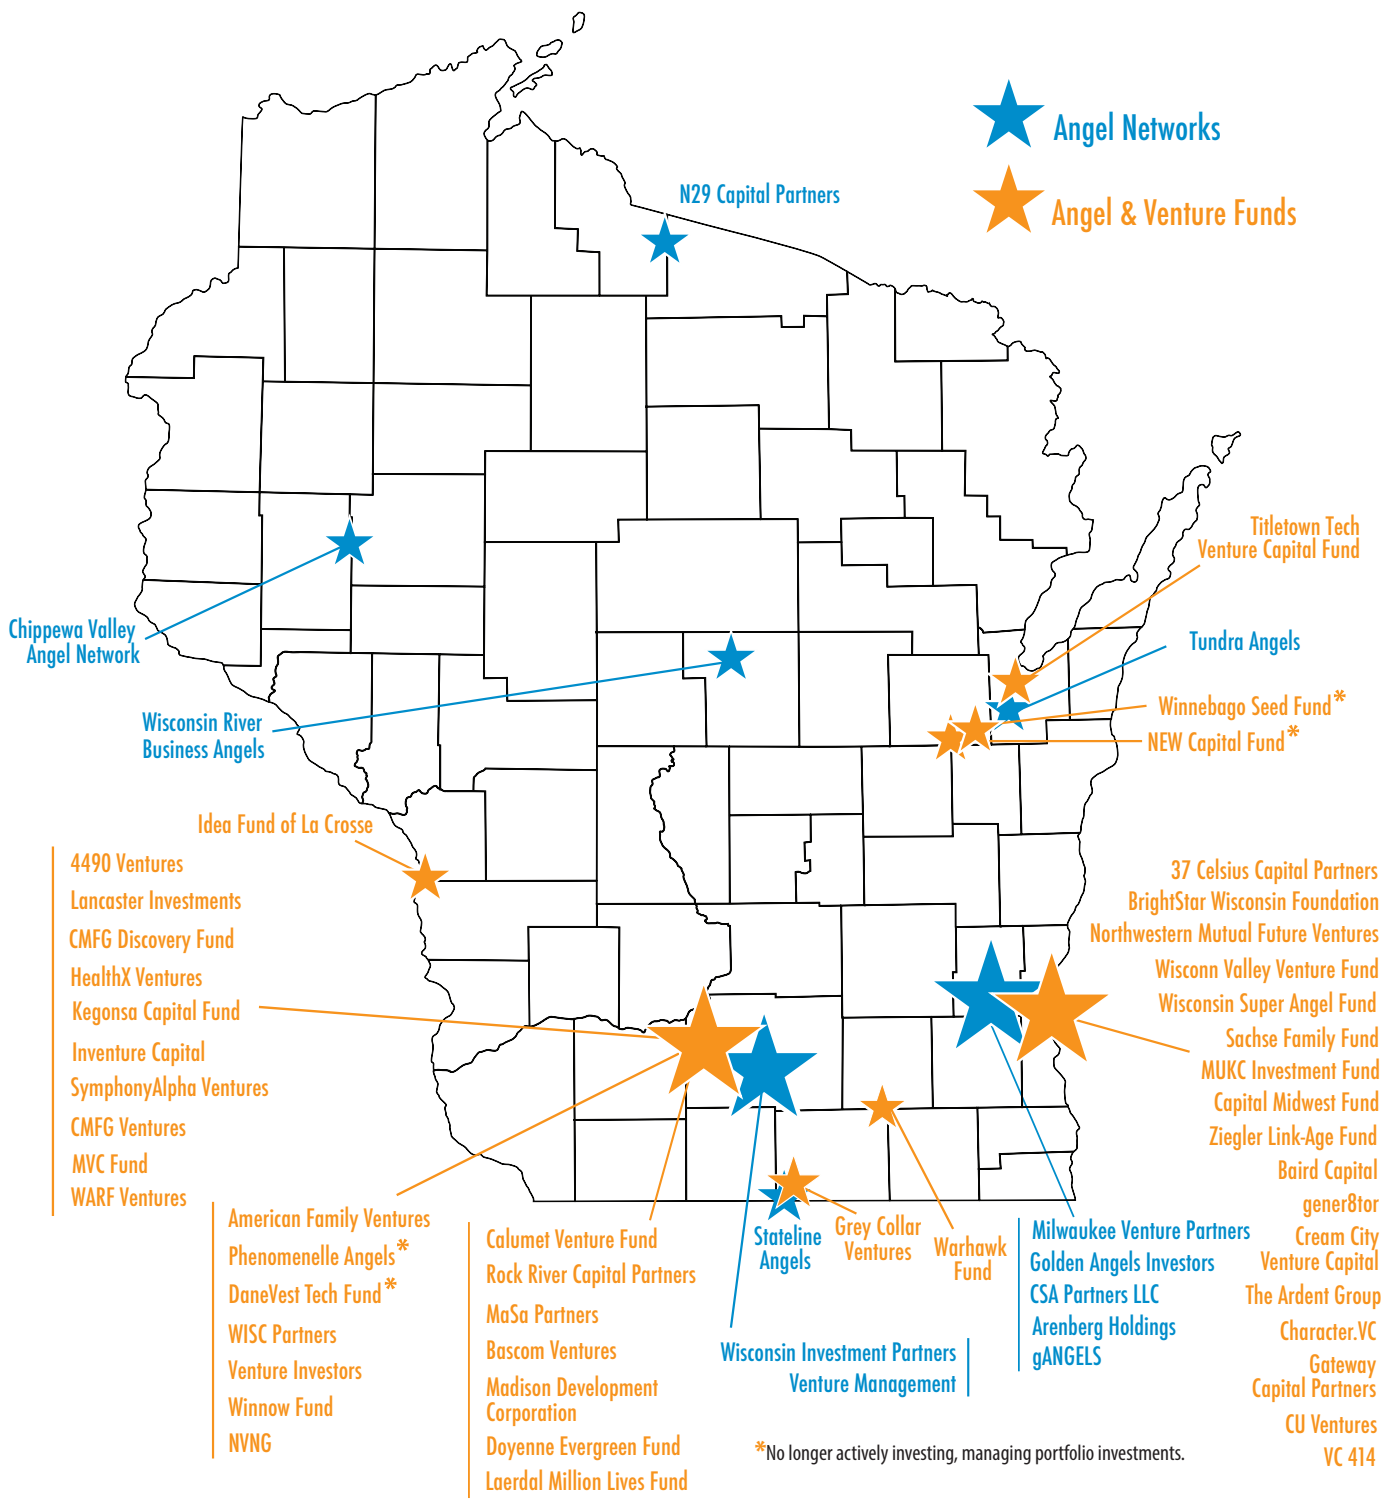 Angel Networks
Angel & Venture Funds
N29 Capital Partners
Titletown Tech
Venture Capital Fund
Chippewa Valley
Angel Network
Tundra Angels
Wisconsin River
Business Angels
Winnebago Seed Fund*
NEW Capital Fund*
Idea Fund of La Crosse
4490 Ventures
Lancaster Investments
CMFG Discovery Fund
HealthX Ventures
Kegonsa Capital Fund
Inventure Capital
SymphonyAlpha Ventures
CMFG Ventures
MVC Fund
WARF Ventures
American Family Ventures
Phenomenelle Angels*
DaneVest Tech Fund*
WISC Partners
Venture Investors
Winnow Fund
NVNG
Calumet Venture Fund
Rock River Capital Partners
MaSa Partners
Bascom Ventures
Madison Development
Corporation
Doyenne Evergreen Fund
Laerdal Million Lives Fund
Stateline
Angels
Grey Collar
Ventures
Warhawk
Fund
Wisconsin Investment Partners
Venture Management
Milwaukee Venture Partners
Golden Angels Investors
CSA Partners LLC
Arenberg Holdings
gANGELS
37 Celsius Capital Partners
BrightStar Wisconsin Foundation
Northwestern Mutual Future Ventures
Wisconn Valley Venture Fund
Wisconsin Super Angel Fund
Sachse Family Fund
MUKC Investment Fund
Capital Midwest Fund
Ziegler Link-Age Fund
Baird Capital
gener8tor
Cream City
Venture Capital
The Ardent Group
Character.VC
Gateway
Capital Partners
CU Ventures
VC 414
*No longer actively investing, managing portfolio investments.